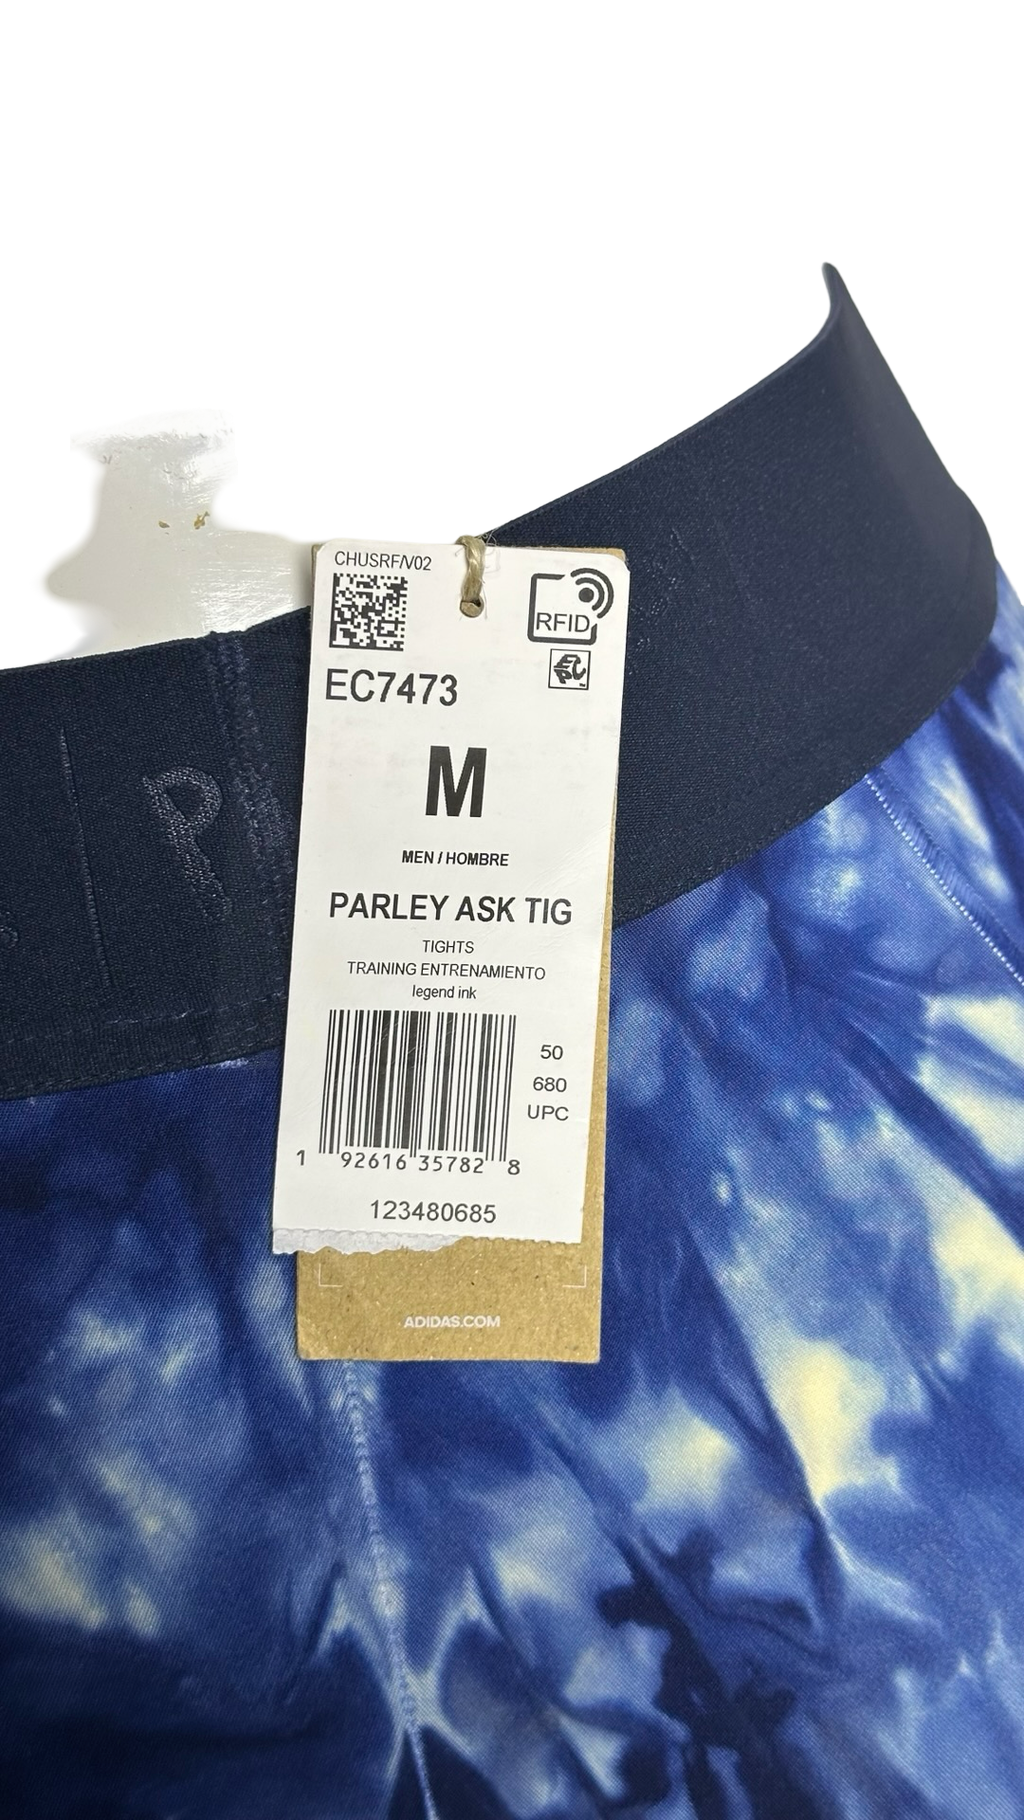 CHUSRF/V02
RFID
EC7473
M
MEN / HOMBRE
PARLEY ASK TIG
TIGHTS
TRAINING ENTRENAMIENTO
legend ink
50
680
UPC
1 92616 35782 8
123480685
ADIDAS.COM
P